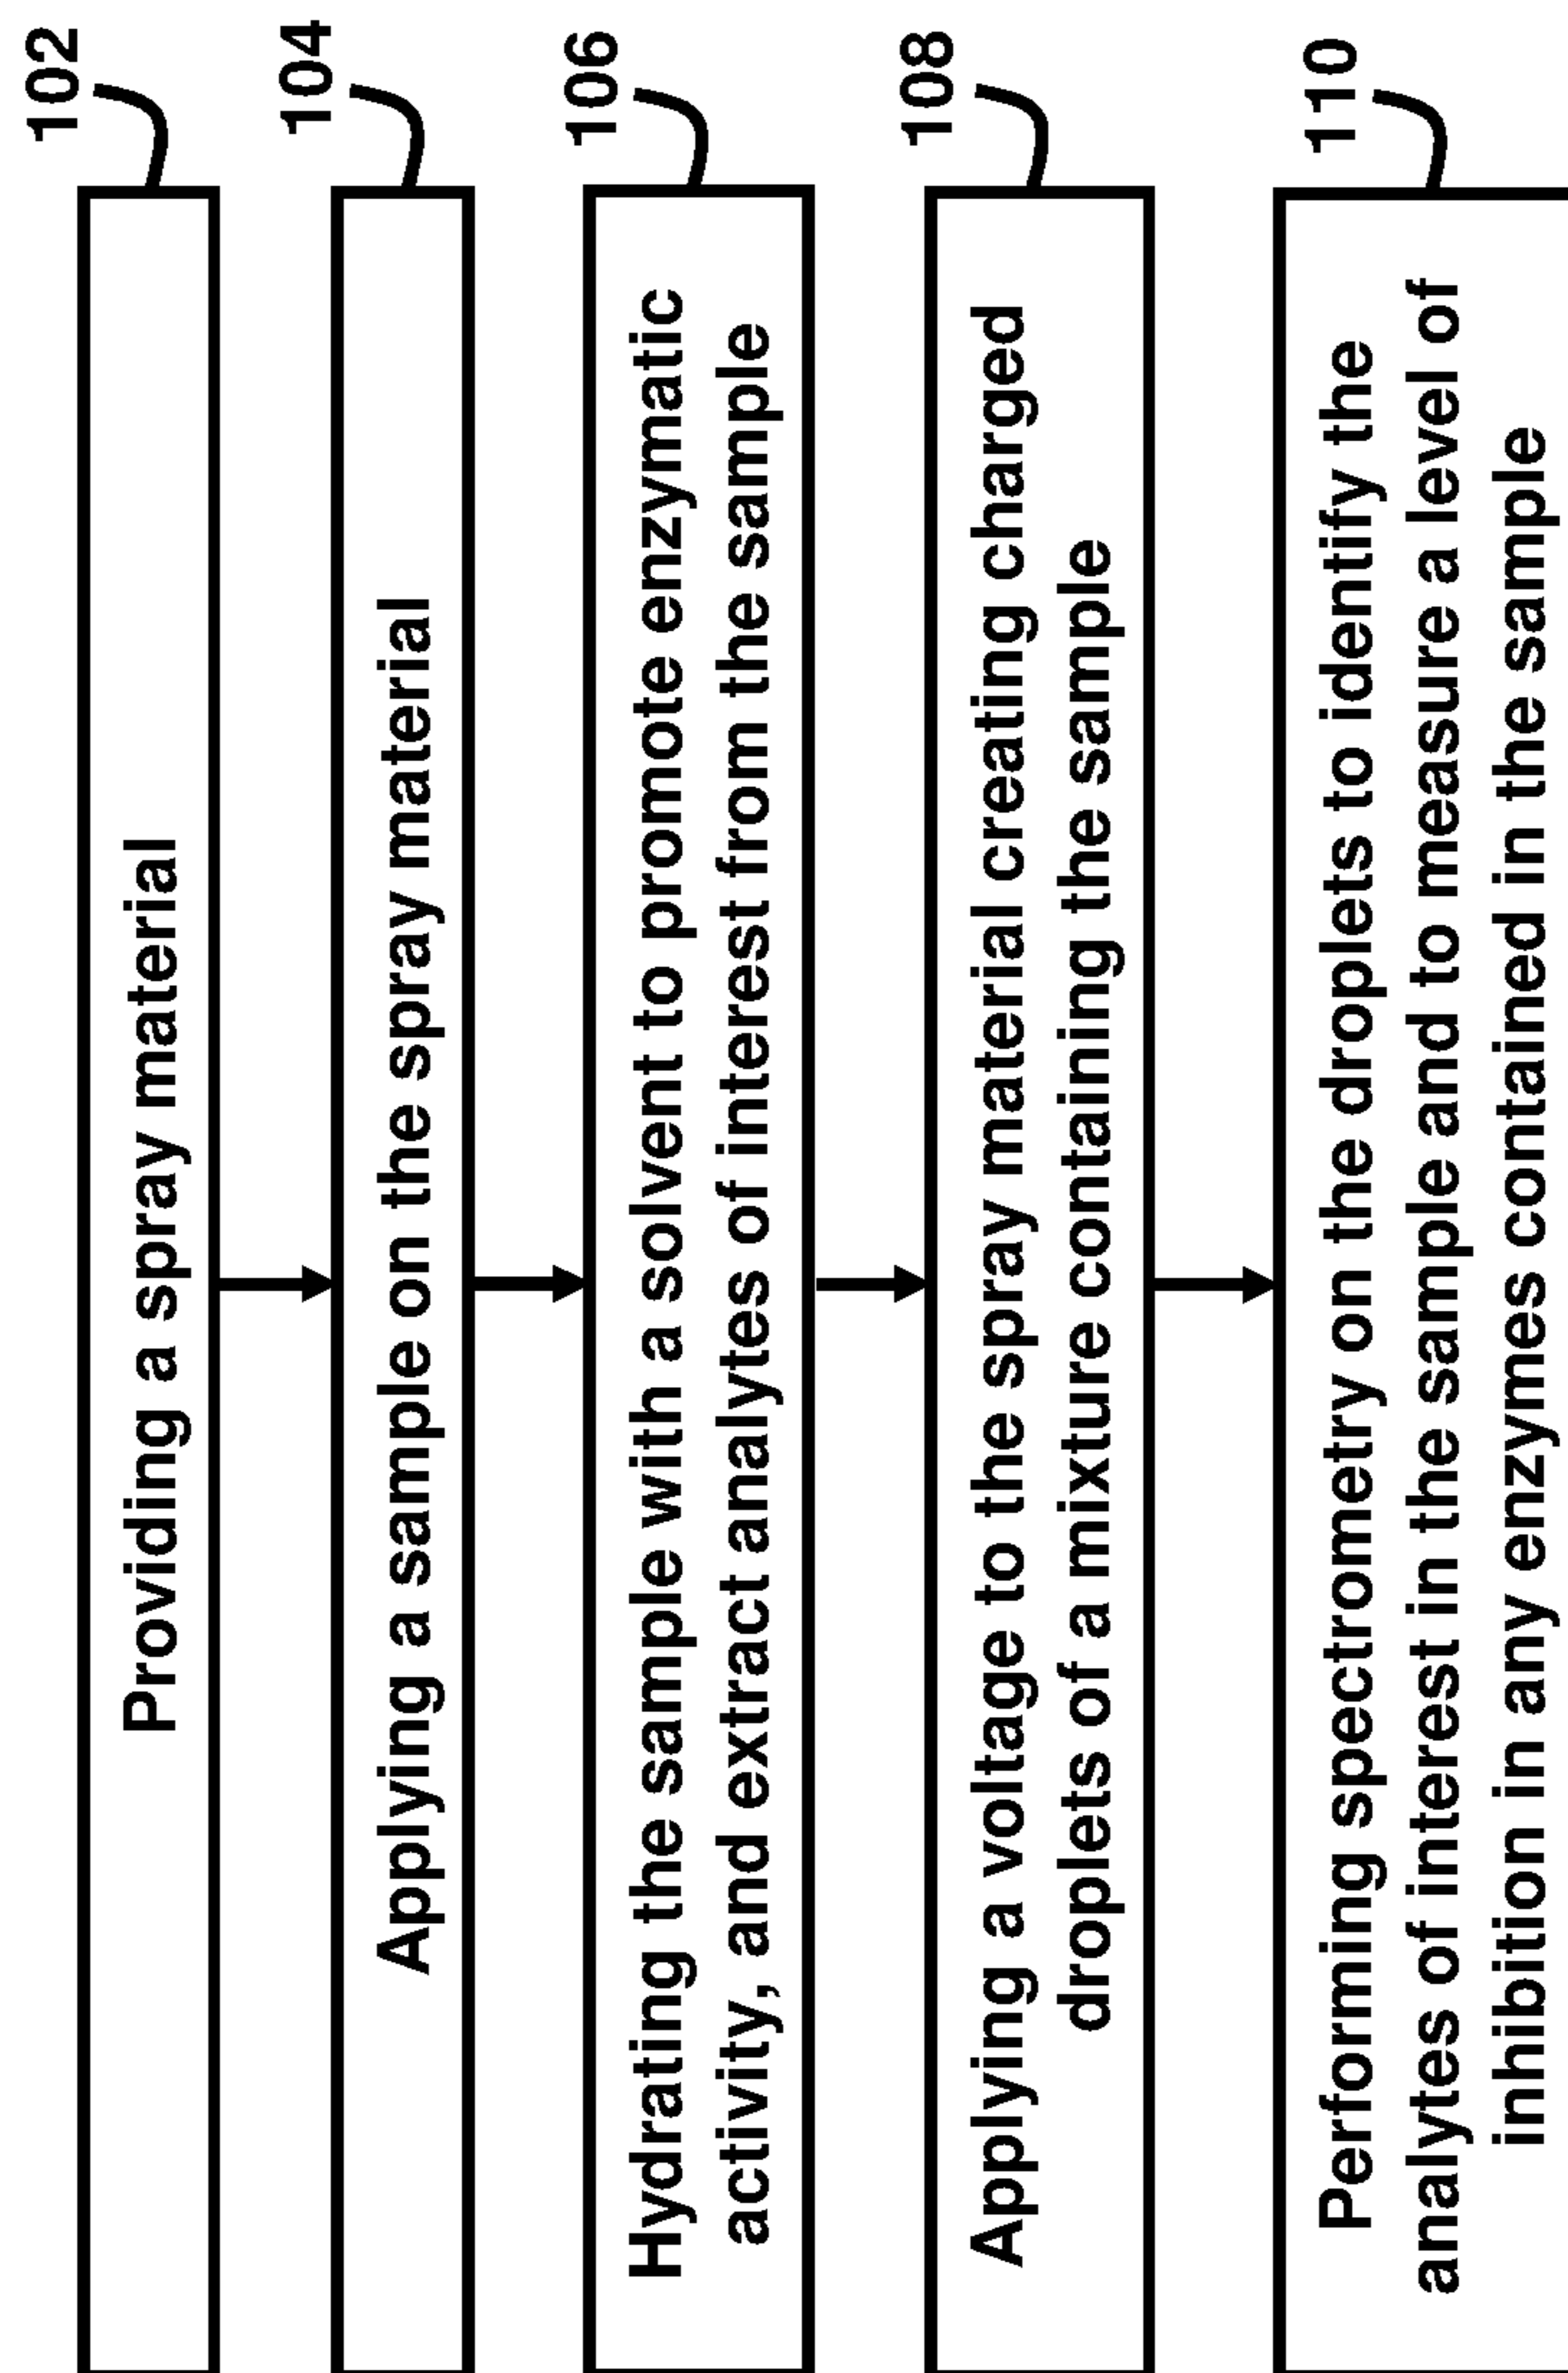 102
Providing a spray material
104
Applying a sample on the spray material
106
Hydrating the sample with a solvent to promote enzymatic
activity, and extract analytes of interest from the sample
108
Applying a voltage to the spray material creating charged
droplets of a mixture containing the sample
110
Performing spectrometry on the droplets to identify the
analytes of interest in the sample and to measure a level of
inhibition in any enzymes contained in the sample